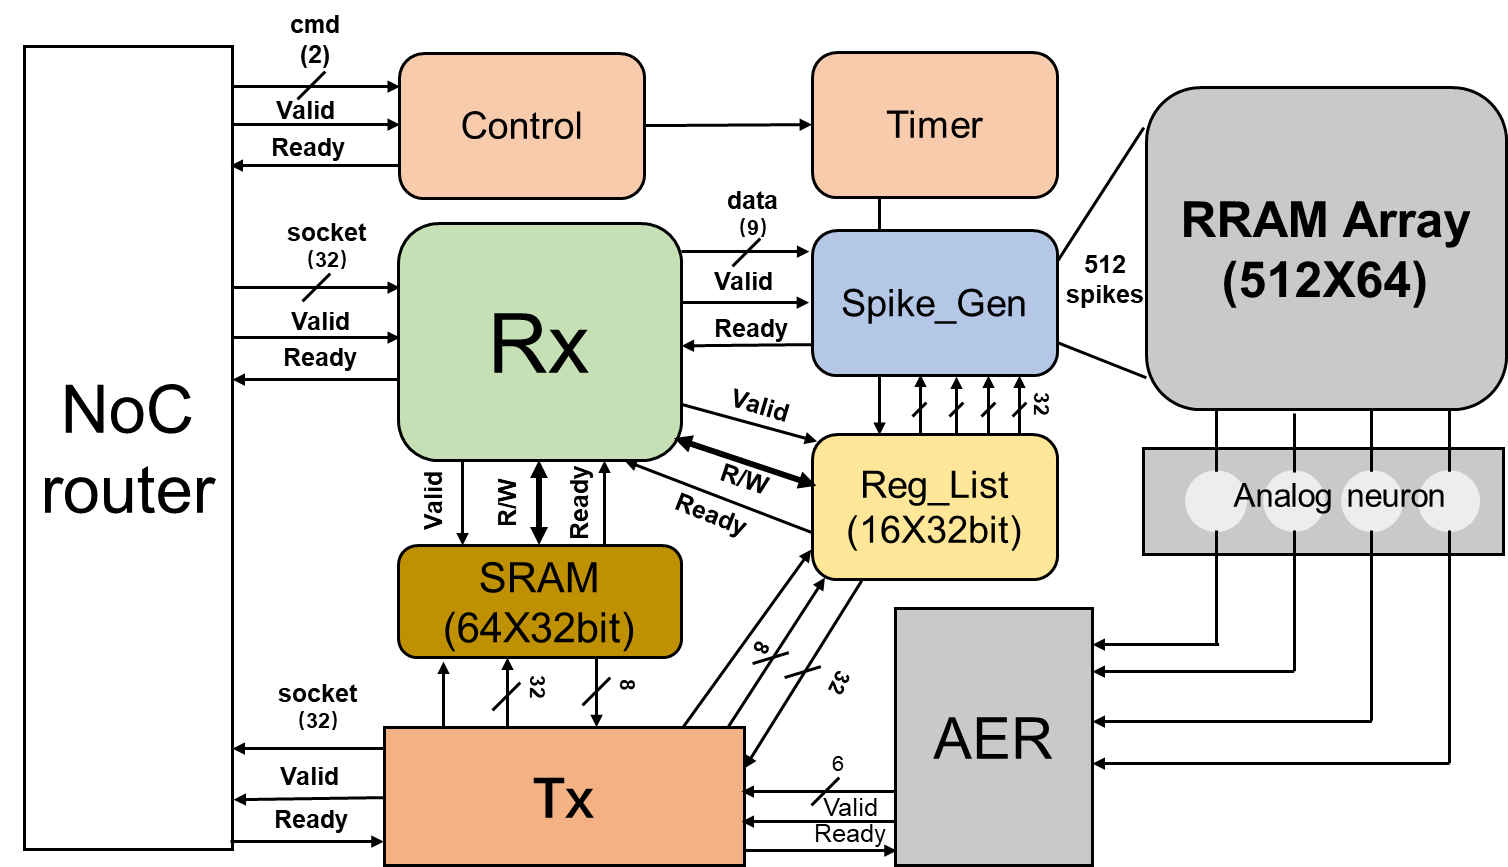 cmd
(2)
Valid
Ready
Control
Timer
NoC
router
socket
(32)
Valid
Ready
Rx
data
(9)
Valid
Ready
Spike_Gen
512
spikes
RRAM Array
(512X64)
Valid
R/W
Ready
32
Reg_List
(16X32bit)
Analog neuron
Valid
R/W
Ready
SRAM
(64X32bit)
32
8
8
32
socket
(32)
Valid
Ready
Tx
6
Valid
Ready
AER